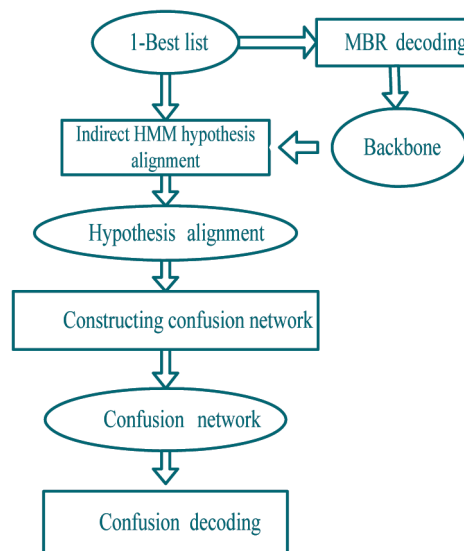 1-Best list
MBR decoding
Indirect HMM hypothesis
alignment
Backbone
Hypothesis alignment
Constructing confusion network
Confusion network
Confusion decoding